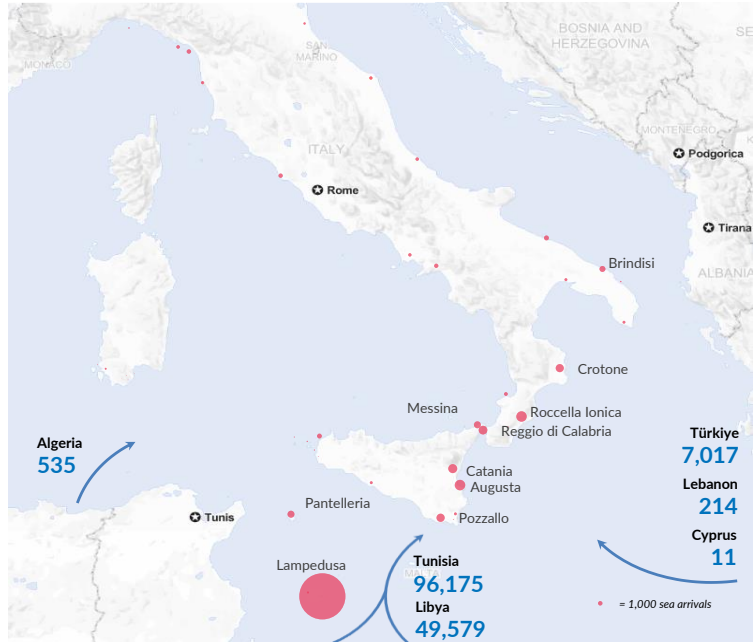 BOSNIA AND
HERZEGOVINA
SE
SAN
MARINO
MONACO
MONTENEGRO
ITALY
Podgorica
K
Rome
Tirana
Brindisi
ALBANIA
Crotone
Messina
Roccella Ionica
Reggio di Calabria
Algeria
535
Türkiye
7,017
Catania
Augusta
Lebanon
214
Pantelleria
Tunis
Pozzallo
Cyprus
11
Lampedusa
Tunisia
96,175
MALTA
Libya
49,579
= 1,000 sea arrivals